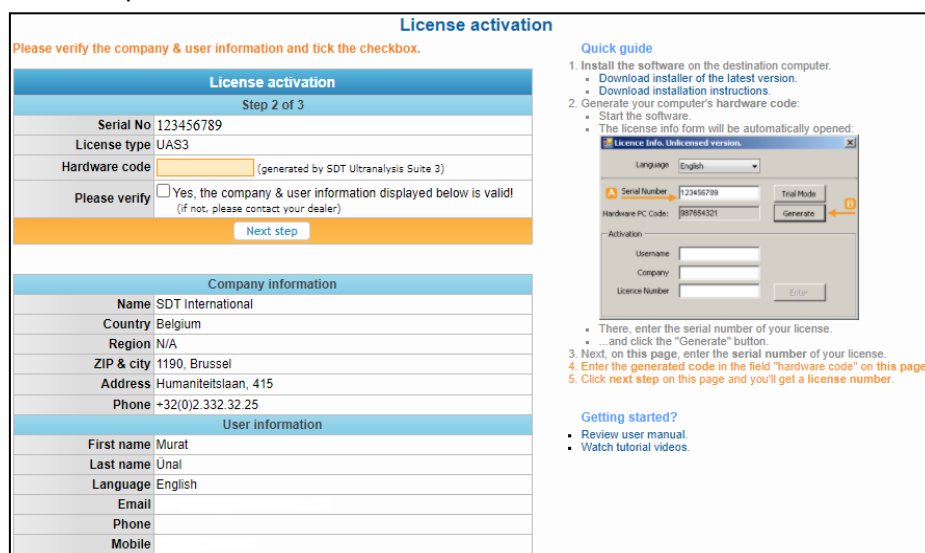 License activation
Please verify the company & user information and tick the checkbox.
License activation
Step 2 of 3
Serial No 123456789
License type UAS3
Hardware code (generated by SDT Ultranalysis Suite 3)
Please verify Yes, the company & user information displayed below is valid!
(if not, please contact your dealer)
Next step
Company information
Name SDT International
Country Belgium
Region N/A
ZIP & city 1190, Brussel
Address Humaniteitslaan, 415
Phone +32(0)2.332.32.25
User information
First name Murat
Last name Ünal
Language English
Email
Phone
Mobile
Quick guide
1. Install the software on the destination computer.
Download installer of the latest version.
Download installation instructions.
2. Generate your computer's hardware code:
Start the software.
The license info form will be automatically opened:
Licence Info. Unlicensed version.
Language English
A Serial Number 123456789 Trial Mode
Hardware PC Code: 987654321 Generate
Activation
Username
Company
Licence Number Enter
There, enter the serial number of your license.
...and click the "Generate" button.
3. Next, on this page, enter the serial number of your license.
4. Enter the generated code in the field "hardware code" on this page
5. Click next step on this page and you'll get a license number.
Getting started?
Review user manual.
Watch tutorial videos.